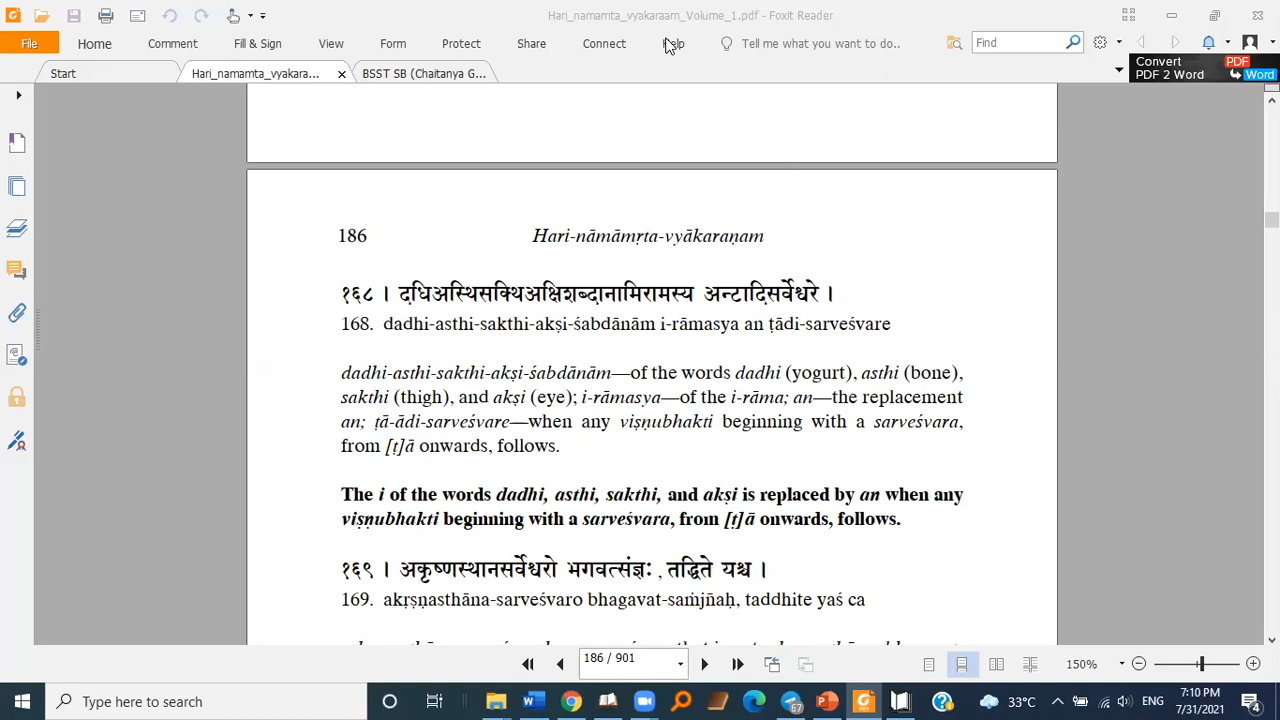 Hari_namamta_vyakaraam_Volume_1.pdf - Foxit Reader
File Home Comment Fill & Sign View Form Protect Share Connect Help Tell me what you want to do.. Find
Start Hari_namamta_vyakara... BSST SB (Chaitanya G... Convert PDF
PDF 2 Word Word
186 Hari-nāmāmṛta-vyākaraṇam
१६८ । दधिअस्थिसक्थिअक्षिशब्दानामिरामस्य अन्टादिसर्वेश्वरे ।
168. dadhi-asthi-sakthi-akṣi-śabdānām i-rāmasya an ṭādi-sarveśvare
dadhi-asthi-sakthi-akṣi-śabdānām—of the words dadhi (yogurt), asthi (bone),
sakthi (thigh), and akṣi (eye); i-rāmasya—of the i-rāma; an—the replacement
an; ṭā-ādi-sarveśvare—when any viṣṇubhakti beginning with a sarveśvara,
from [ṭ]ā onwards, follows.
The i of the words dadhi, asthi, sakthi, and akṣi is replaced by an when any
viṣṇubhakti beginning with a sarveśvara, from [ṭ]ā onwards, follows.
१६९ । अकृष्णस्थानसर्वेश्वरो भगवत्संज्ञः , तद्धिते यश्च ।
169. akṛṣṇasthāna-sarveśvaro bhagavat-saṁjñaḥ, taddhite yaś ca
186 / 901 150%
Type here to search 67 33°C ENG 7:10 PM
7/31/2021 4